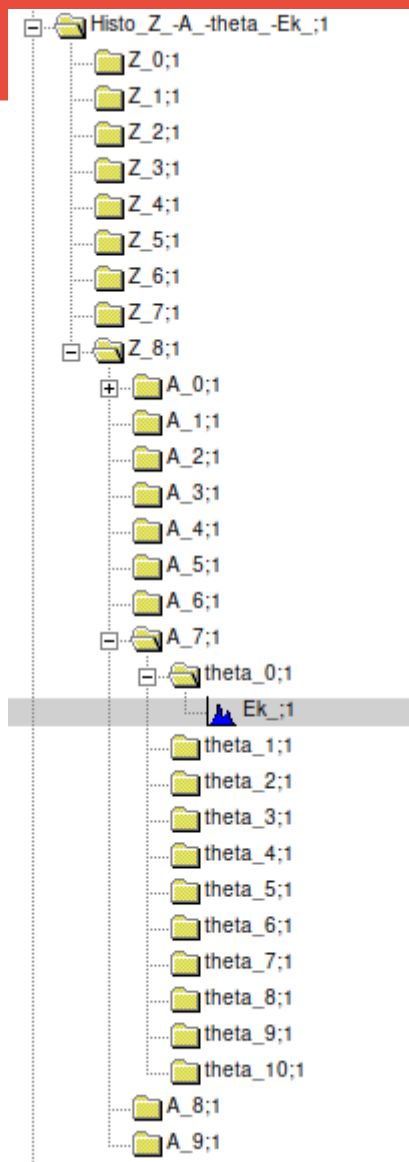 Histo_Z_-A_-theta_-Ek_;1
Z_0;1
Z_1;1
Z_2;1
Z_3;1
Z_4;1
Z_5;1
Z_6;1
Z_7;1
Z_8;1
A_0;1
A_1;1
A_2;1
A_3;1
A_4;1
A_5;1
A_6;1
A_7;1
theta_0;1
Ek_;1
theta_1;1
theta_2;1
theta_3;1
theta_4;1
theta_5;1
theta_6;1
theta_7;1
theta_8;1
theta_9;1
theta_10;1
A_8;1
A_9;1